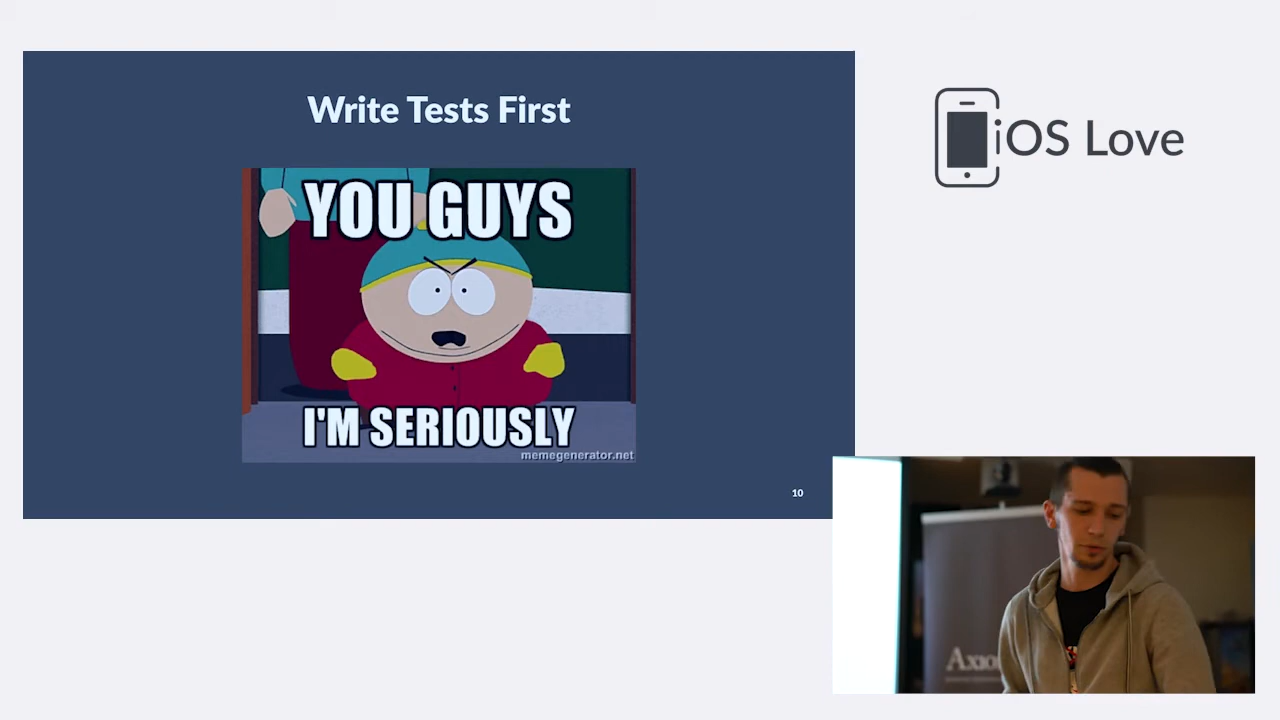 Write Tests First
YOU GUYS
I'M SERIOUSLY
memegenerator.net
10
iOS Love